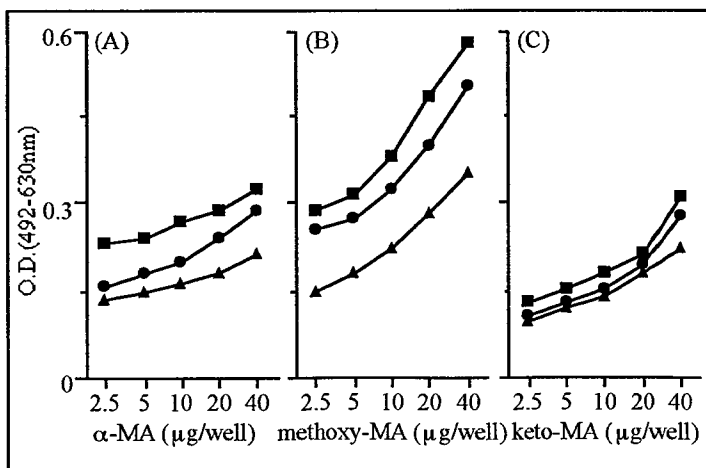 (A)
(B)
(C)
0.6
0.3
0
O.D.(492-630nm)
2.5 5 10 20 40
2.5 5 10 20 40
2.5 5 10 20 40
α-MA (μg/well)
methoxy-MA (μg/well)
keto-MA (μg/well)